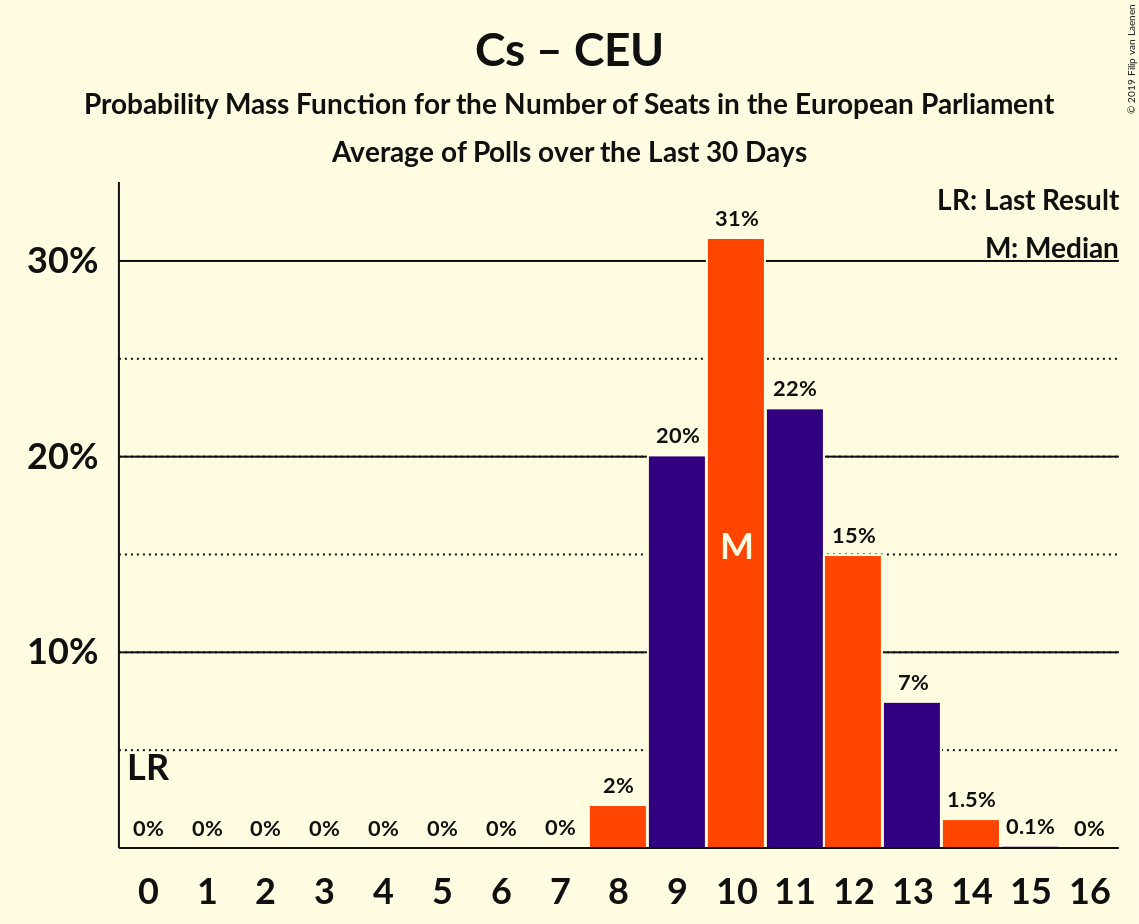 Cs – CEU
Probability Mass Function for the Number of Seats in the European Parliament
Average of Polls over the Last 30 Days
© 2019 Filip van Laenen
LR: Last Result
M: Median
30%
20%
10%
31%
22%
20%
15%
7%
2%
1.5%
0.1%
M
LR
0% 0% 0% 0% 0% 0% 0% 0% 0%
0 1 2 3 4 5 6 7 8 9 10 11 12 13 14 15 16